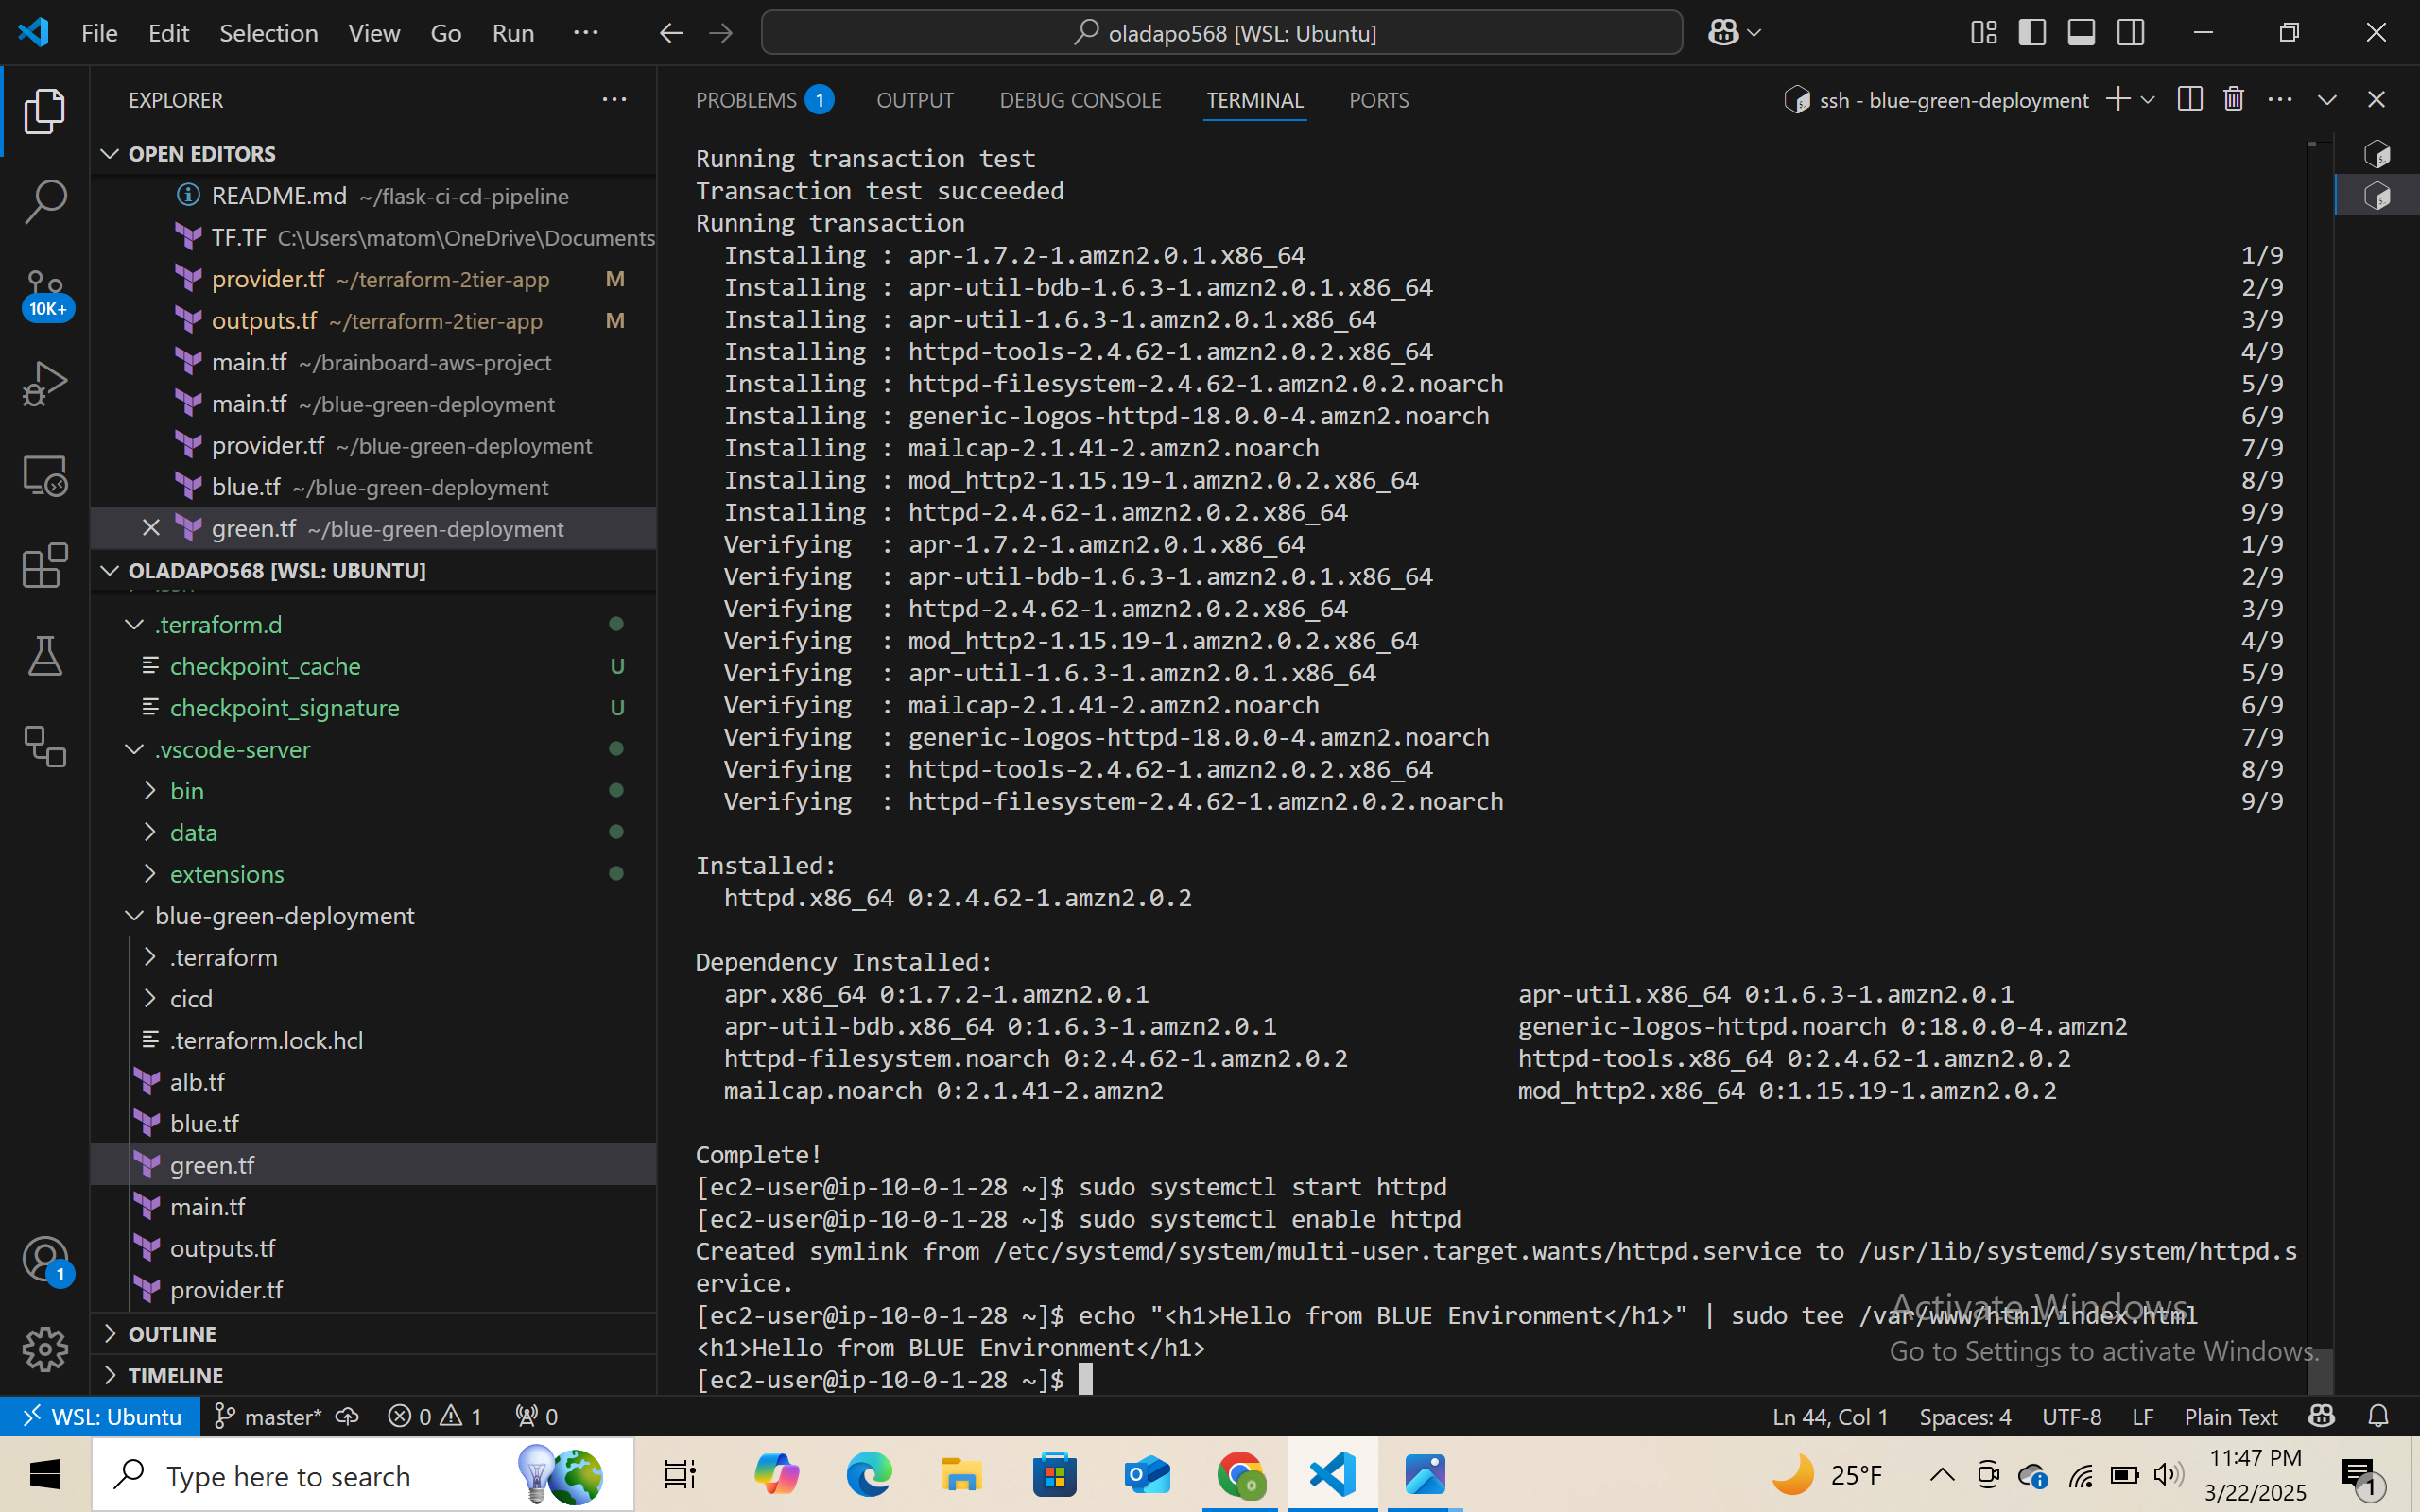 File Edit Selection View Go Run ···
oladapo568 [WSL: Ubuntu]
EXPLORER
OPEN EDITORS
README.md ~/flask-ci-cd-pipeline
TF.TF C:\Users\matom\OneDrive\Documents
provider.tf ~/terraform-2tier-app M
outputs.tf ~/terraform-2tier-app M
main.tf ~/brainboard-aws-project
main.tf ~/blue-green-deployment
provider.tf ~/blue-green-deployment
blue.tf ~/blue-green-deployment
green.tf ~/blue-green-deployment
OLADAPO568 [WSL: UBUNTU]
.terraform.d
checkpoint_cache U
checkpoint_signature U
.vscode-server
bin
data
extensions
blue-green-deployment
.terraform
cicd
.terraform.lock.hcl
alb.tf
blue.tf
green.tf
main.tf
outputs.tf
provider.tf
OUTLINE
TIMELINE
10K+
1
PROBLEMS 1 OUTPUT DEBUG CONSOLE TERMINAL PORTS
ssh - blue-green-deployment
Running transaction test
Transaction test succeeded
Running transaction
Installing : apr-1.7.2-1.amzn2.0.1.x86_64 1/9
Installing : apr-util-bdb-1.6.3-1.amzn2.0.1.x86_64 2/9
Installing : apr-util-1.6.3-1.amzn2.0.1.x86_64 3/9
Installing : httpd-tools-2.4.62-1.amzn2.0.2.x86_64 4/9
Installing : httpd-filesystem-2.4.62-1.amzn2.0.2.noarch 5/9
Installing : generic-logos-httpd-18.0.0-4.amzn2.noarch 6/9
Installing : mailcap-2.1.41-2.amzn2.noarch 7/9
Installing : mod_http2-1.15.19-1.amzn2.0.2.x86_64 8/9
Installing : httpd-2.4.62-1.amzn2.0.2.x86_64 9/9
Verifying : apr-1.7.2-1.amzn2.0.1.x86_64 1/9
Verifying : apr-util-bdb-1.6.3-1.amzn2.0.1.x86_64 2/9
Verifying : httpd-2.4.62-1.amzn2.0.2.x86_64 3/9
Verifying : mod_http2-1.15.19-1.amzn2.0.2.x86_64 4/9
Verifying : apr-util-1.6.3-1.amzn2.0.1.x86_64 5/9
Verifying : mailcap-2.1.41-2.amzn2.noarch 6/9
Verifying : generic-logos-httpd-18.0.0-4.amzn2.noarch 7/9
Verifying : httpd-tools-2.4.62-1.amzn2.0.2.x86_64 8/9
Verifying : httpd-filesystem-2.4.62-1.amzn2.0.2.noarch 9/9
Installed:
httpd.x86_64 0:2.4.62-1.amzn2.0.2
Dependency Installed:
apr.x86_64 0:1.7.2-1.amzn2.0.1 apr-util.x86_64 0:1.6.3-1.amzn2.0.1
apr-util-bdb.x86_64 0:1.6.3-1.amzn2.0.1 generic-logos-httpd.noarch 0:18.0.0-4.amzn2
httpd-filesystem.noarch 0:2.4.62-1.amzn2.0.2 httpd-tools.x86_64 0:2.4.62-1.amzn2.0.2
mailcap.noarch 0:2.1.41-2.amzn2 mod_http2.x86_64 0:1.15.19-1.amzn2.0.2
Complete!
[ec2-user@ip-10-0-1-28 ~]$ sudo systemctl start httpd
[ec2-user@ip-10-0-1-28 ~]$ sudo systemctl enable httpd
Created symlink from /etc/systemd/system/multi-user.target.wants/httpd.service to /usr/lib/systemd/system/httpd.s
ervice.
[ec2-user@ip-10-0-1-28 ~]$ echo "<h1>Hello from BLUE Environment</h1>" | sudo tee /var/www/html/index.html
<h1>Hello from BLUE Environment</h1>
[ec2-user@ip-10-0-1-28 ~]$
Activate Windows
Go to Settings to activate Windows.
WSL: Ubuntu master* 0 1 0
Ln 44, Col 1 Spaces: 4 UTF-8 LF Plain Text
Type here to search
25°F
11:47 PM
3/22/2025
1